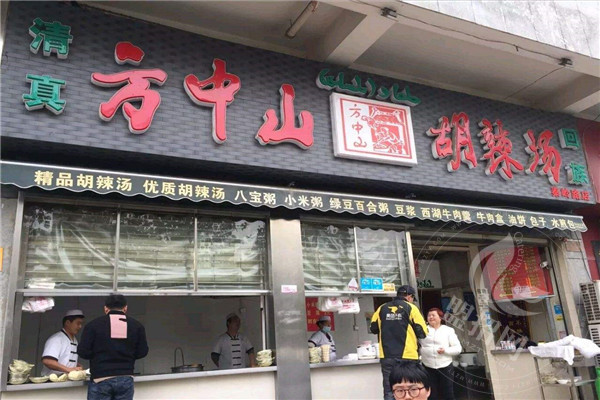 清真
方中山
方中山
胡辣汤
回
精品胡辣汤 优质胡辣汤 八宝粥 小米粥 绿豆百合粥 豆浆 西湖牛肉羹 牛肉盒 油饼 包子 水煎包